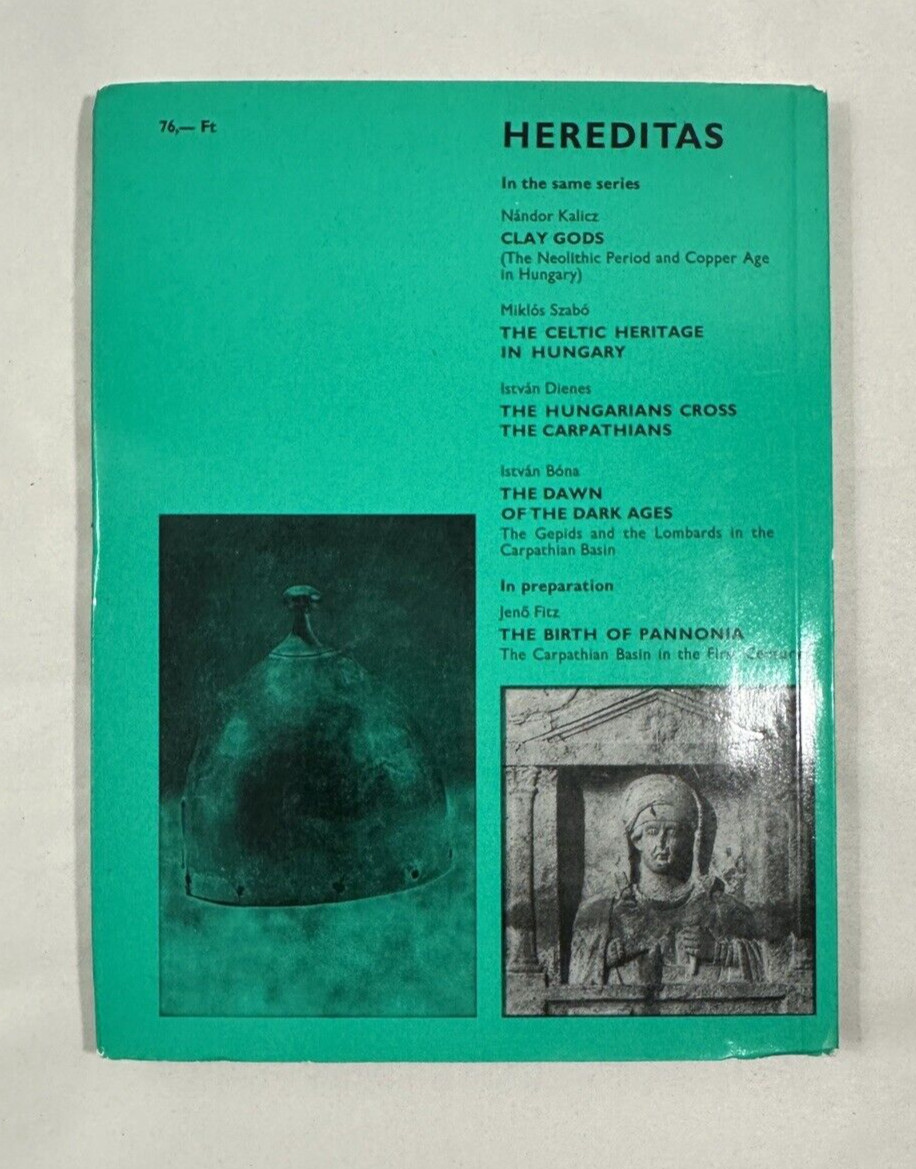 76,— Ft
HEREDITAS
In the same series
Nándor Kalicz
CLAY GODS
(The Neolithic Period and Copper Age
in Hungary)
Miklós Szabó
THE CELTIC HERITAGE
IN HUNGARY
István Dienes
THE HUNGARIANS CROSS
THE CARPATHIANS
István Bóna
THE DAWN
OF THE DARK AGES
The Gepids and the Lombards in the
Carpathian Basin
In preparation
Jenő Fitz
THE BIRTH OF PANNONIA
The Carpathian Basin in the First Century